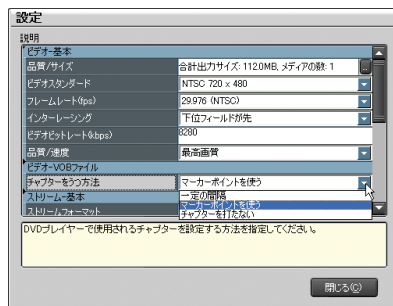 設定
説明
ビデオ-基本
品質/サイズ 合計出力サイズ: 112.0MB, メディアの数: 1
ビデオスタンダード NTSC 720 x 480
フレームレート(fps) 29.976 (NTSC)
インターレーシング 下位フィールドが先
ビデオビットレート(kbps) 8280
品質/速度 最高画質
ビデオ-VOBファイル
チャプターをうつ方法 マーカーポイントを使う
ストリーム-基本 一定の間隔
マーカーポイントを使う
ストリームフォーマット チャプターを打たない
DVDプレイヤーで使用されるチャプターを設定する方法を指定してください。
閉じる(C)